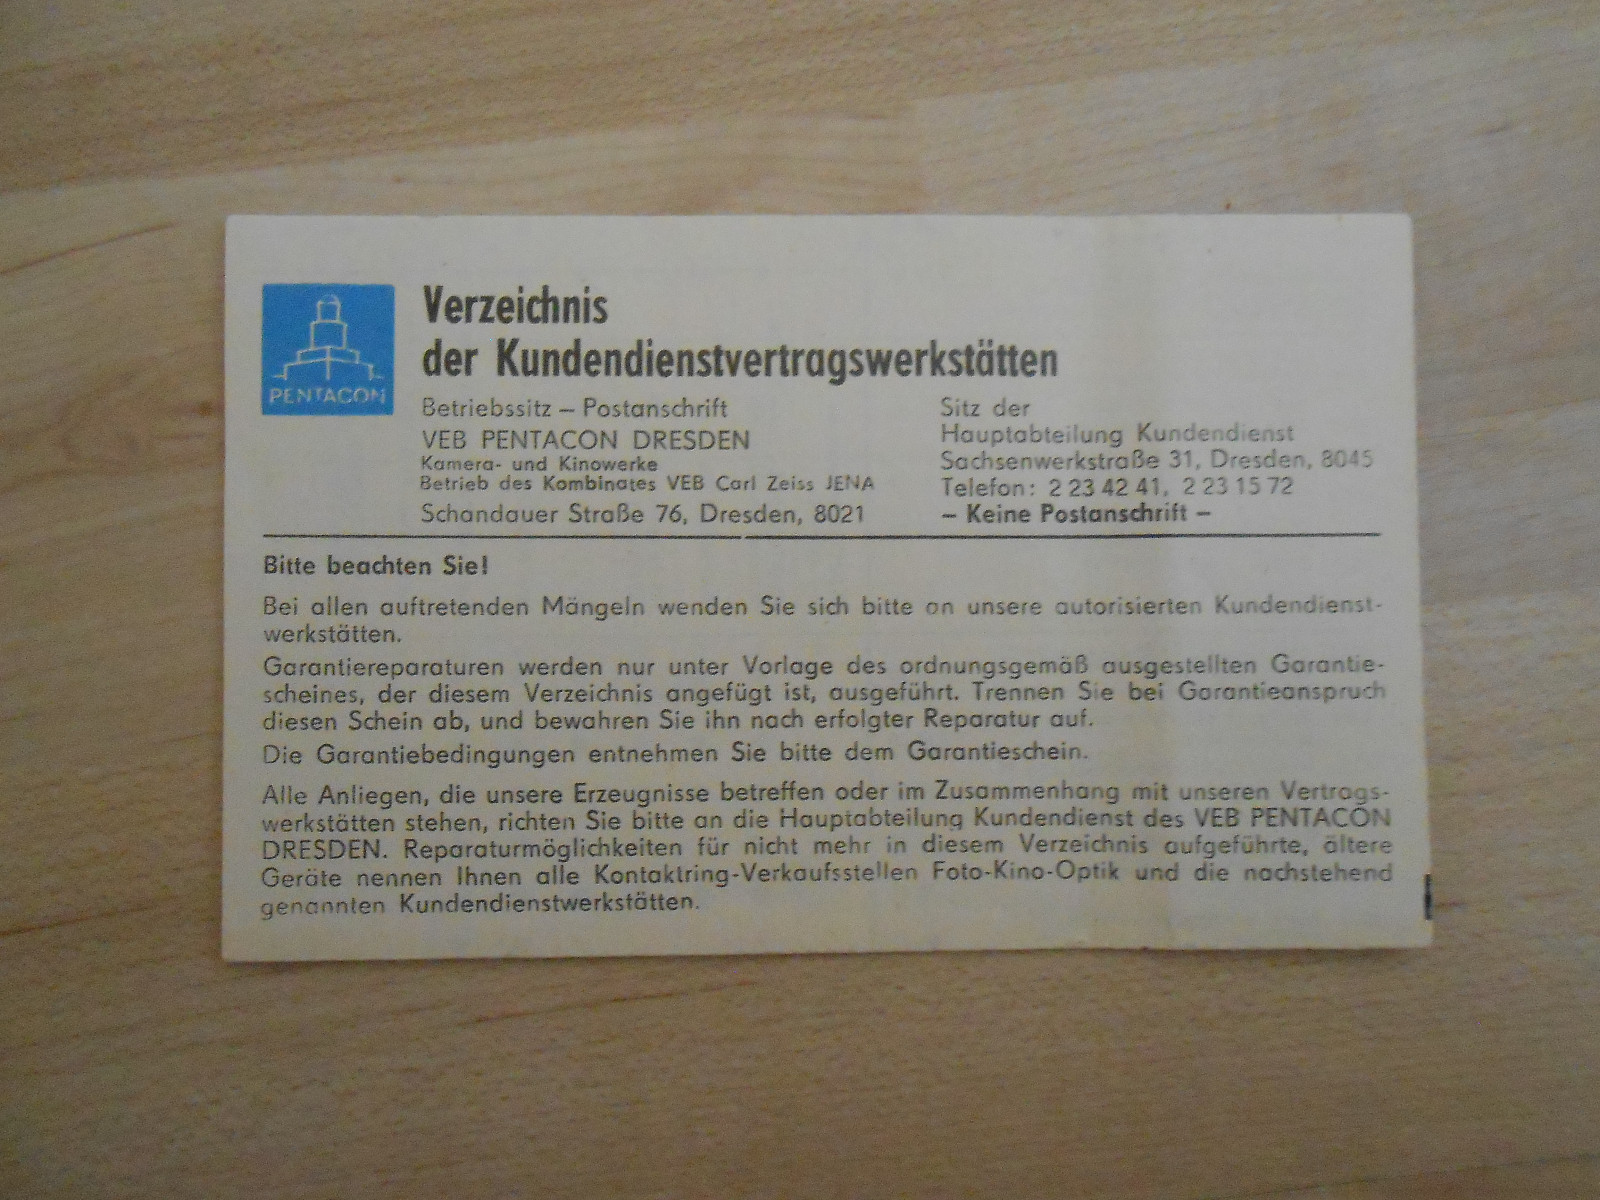 PENTACON
Verzeichnis
der Kundendienstvertragswerkstätten
Betriebssitz – Postanschrift
VEB PENTACON DRESDEN
Kamera- und Kinowerke
Betrieb des Kombinates VEB Carl Zeiss JENA
Schandauer Straße 76, Dresden, 8021
Sitz der
Hauptabteilung Kundendienst
Sachsenwerkstraße 31, Dresden, 8045
Telefon: 2 23 42 41, 2 23 15 72
– Keine Postanschrift –
Bitte beachten Sie!
Bei allen auftretenden Mängeln wenden Sie sich bitte an unsere autorisierten Kundendienst-
werkstätten.
Garantiereparaturen werden nur unter Vorlage des ordnungsgemäß ausgestellten Garantie-
scheines, der diesem Verzeichnis angefügt ist, ausgeführt. Trennen Sie bei Garantieanspruch
diesen Schein ab, und bewahren Sie ihn nach erfolgter Reparatur auf.
Die Garantiebedingungen entnehmen Sie bitte dem Garantieschein.
Alle Anliegen, die unsere Erzeugnisse betreffen oder im Zusammenhang mit unseren Vertrags-
werkstätten stehen, richten Sie bitte an die Hauptabteilung Kundendienst des VEB PENTACON
DRESDEN. Reparaturmöglichkeiten für nicht mehr in diesem Verzeichnis aufgeführte, ältere
Geräte nennen Ihnen alle Kontaktring-Verkaufsstellen Foto-Kino-Optik und die nachstehend
genannten Kundendienstwerkstätten.